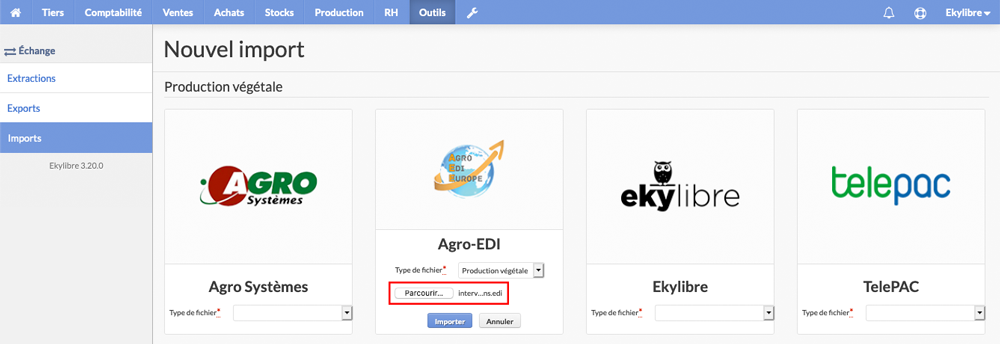 Tiers Comptabilité Ventes Achats Stocks Production RH Outils Ekylibre
Échange
Extractions
Exports
Imports
Ekylibre 3.20.0
Nouvel import
Production végétale
AGRO
Systèmes
AGRO
EDI
EUROPE
ekylibre
telepac
Agro Systèmes
Type de fichier*
Agro-EDI
Type de fichier* Production végétale
Parcourir... interv...ns.edi
Importer Annuler
Ekylibre
Type de fichier*
TelePAC
Type de fichier*